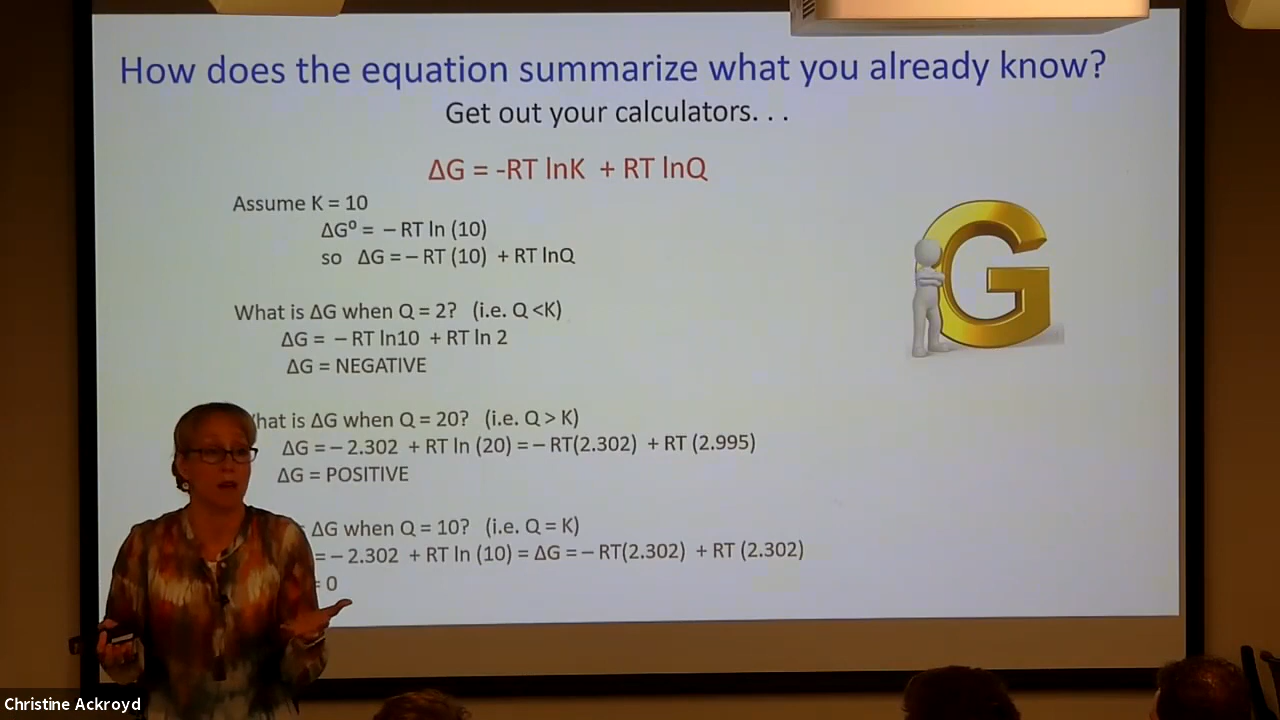 How does the equation summarize what you already know?
Get out your calculators. . .
ΔG = -RT lnK + RT lnQ
Assume K = 10
ΔGº = – RT ln (10)
so ΔG = – RT (10) + RT lnQ
What is ΔG when Q = 2? (i.e. Q <K)
ΔG = – RT ln10 + RT ln 2
ΔG = NEGATIVE
hat is ΔG when Q = 20? (i.e. Q > K)
ΔG = – 2.302 + RT ln (20) = – RT(2.302) + RT (2.995)
ΔG = POSITIVE
ΔG when Q = 10? (i.e. Q = K)
= – 2.302 + RT ln (10) = ΔG = – RT(2.302) + RT (2.302)
= 0
G
Christine Ackroyd